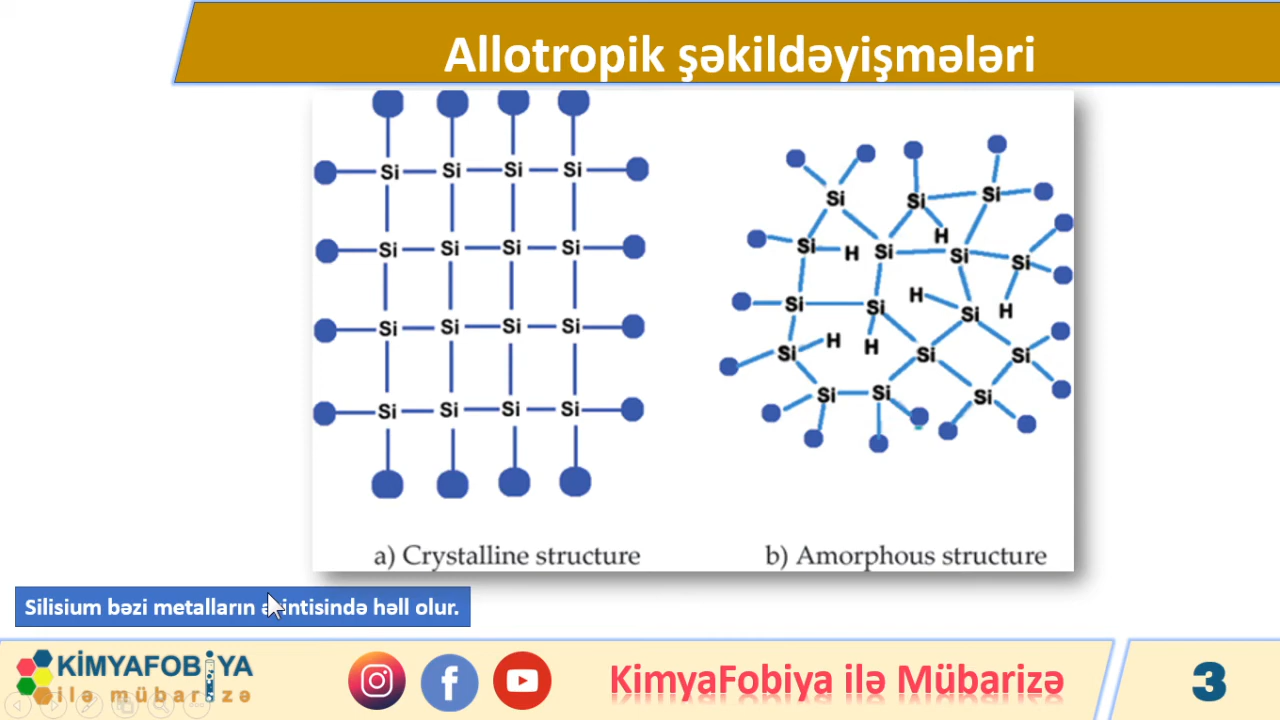 Allotropik şəkildəyişmələri
Si Si Si Si
Si Si Si Si
Si Si Si Si
Si Si Si Si
Si Si Si
Si H Si H Si Si
Si Si H Si H
Si H H Si Si
Si Si Si
a) Crystalline structure
b) Amorphous structure
Silisium bəzi metalların həll olur.
KİMYAFOBİYA
ilə mübarizə
KimyaFobiya ilə Mübarizə
3